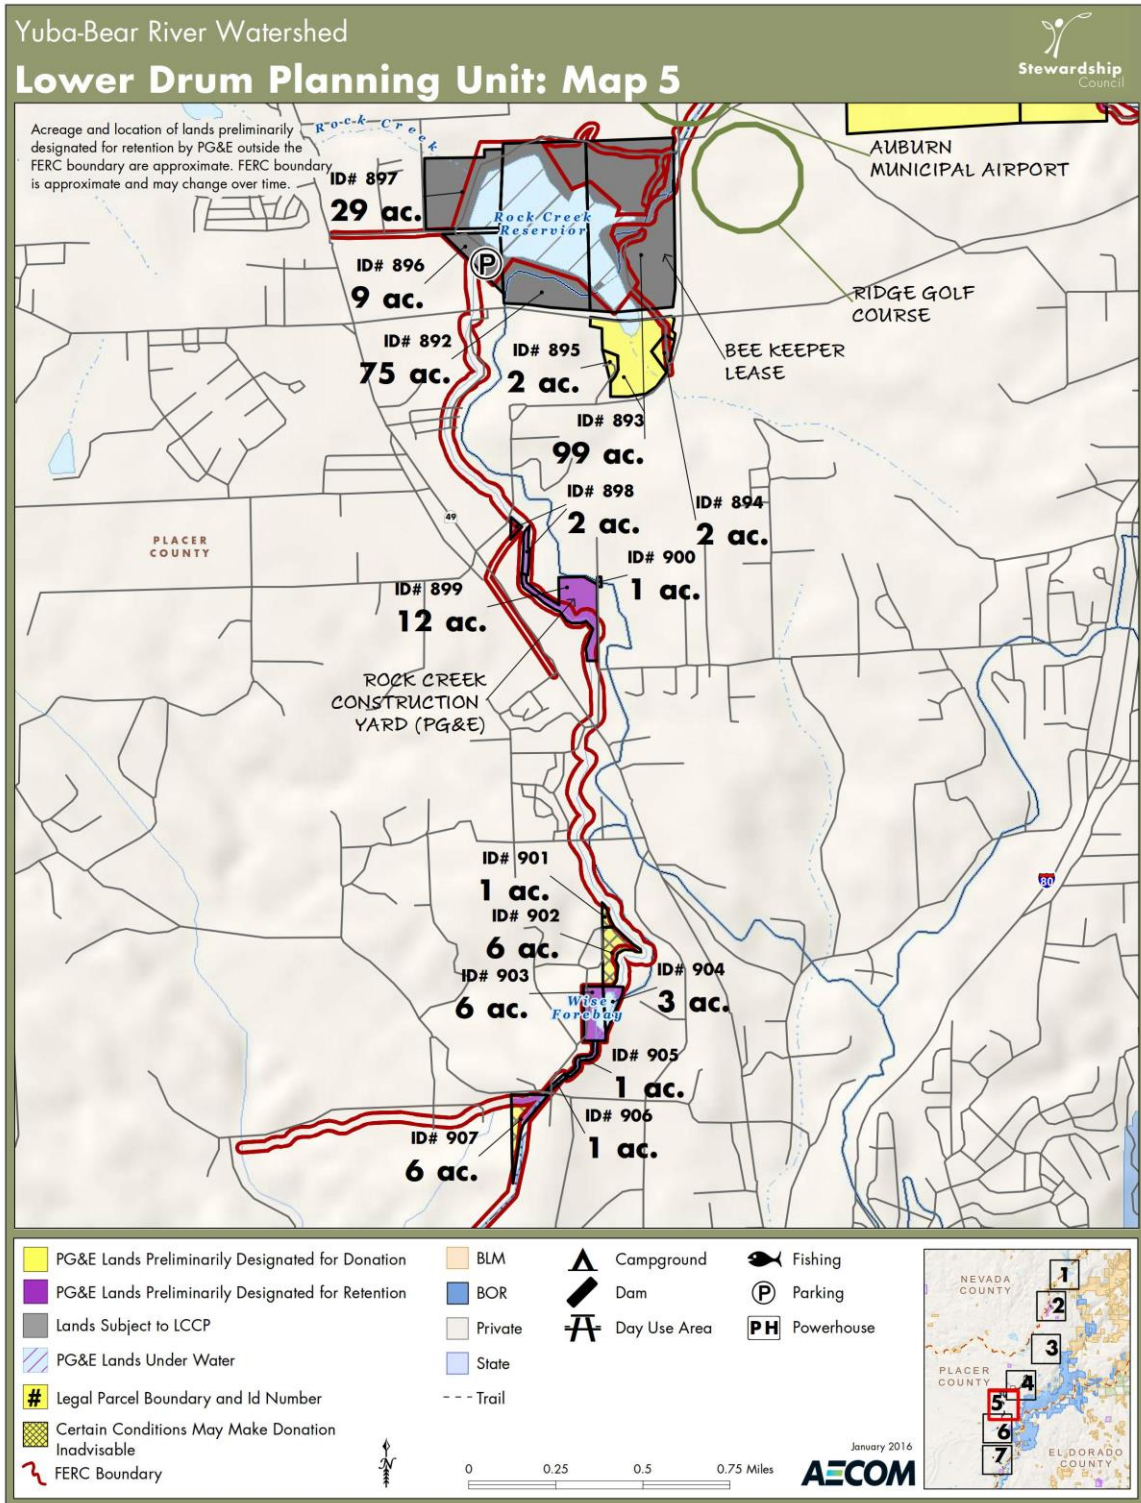 Yuba-Bear River Watershed
Lower Drum Planning Unit: Map 5
Stewardship
Council
Acreage and location of lands preliminarily
designated for retention by PG&E outside the
FERC boundary are approximate. FERC boundary
is approximate and may change over time.
Rock Creek
AUBURN
MUNICIPAL AIRPORT
ID# 897
29 ac.
Rock Creek
Reservior
ID# 896
9 ac.
P
RIDGE GOLF
COURSE
ID# 892
75 ac.
ID# 895
2 ac.
BEE KEEPER
LEASE
ID# 893
99 ac.
ID# 898
2 ac.
ID# 894
2 ac.
49
PLACER
COUNTY
ID# 900
1 ac.
ID# 899
12 ac.
ROCK CREEK
CONSTRUCTION
YARD (PG&E)
ID# 901
1 ac.
80
ID# 902
6 ac.
ID# 903
6 ac.
ID# 904
3 ac.
Wise
Forebay
ID# 905
1 ac.
ID# 906
1 ac.
ID# 907
6 ac.
PG&E Lands Preliminarily Designated for Donation
PG&E Lands Preliminarily Designated for Retention
Lands Subject to LCCP
PG&E Lands Under Water
# Legal Parcel Boundary and Id Number
Certain Conditions May Make Donation
Inadvisable
FERC Boundary
BLM
BOR
Private
State
Trail
Campground
Dam
Day Use Area
Fishing
P Parking
PH Powerhouse
N
0 0.25 0.5 0.75 Miles
January 2016
AECOM
NEVADA
COUNTY
PLACER
COUNTY
EL DORADO
COUNTY
1
2
3
4
5
6
7